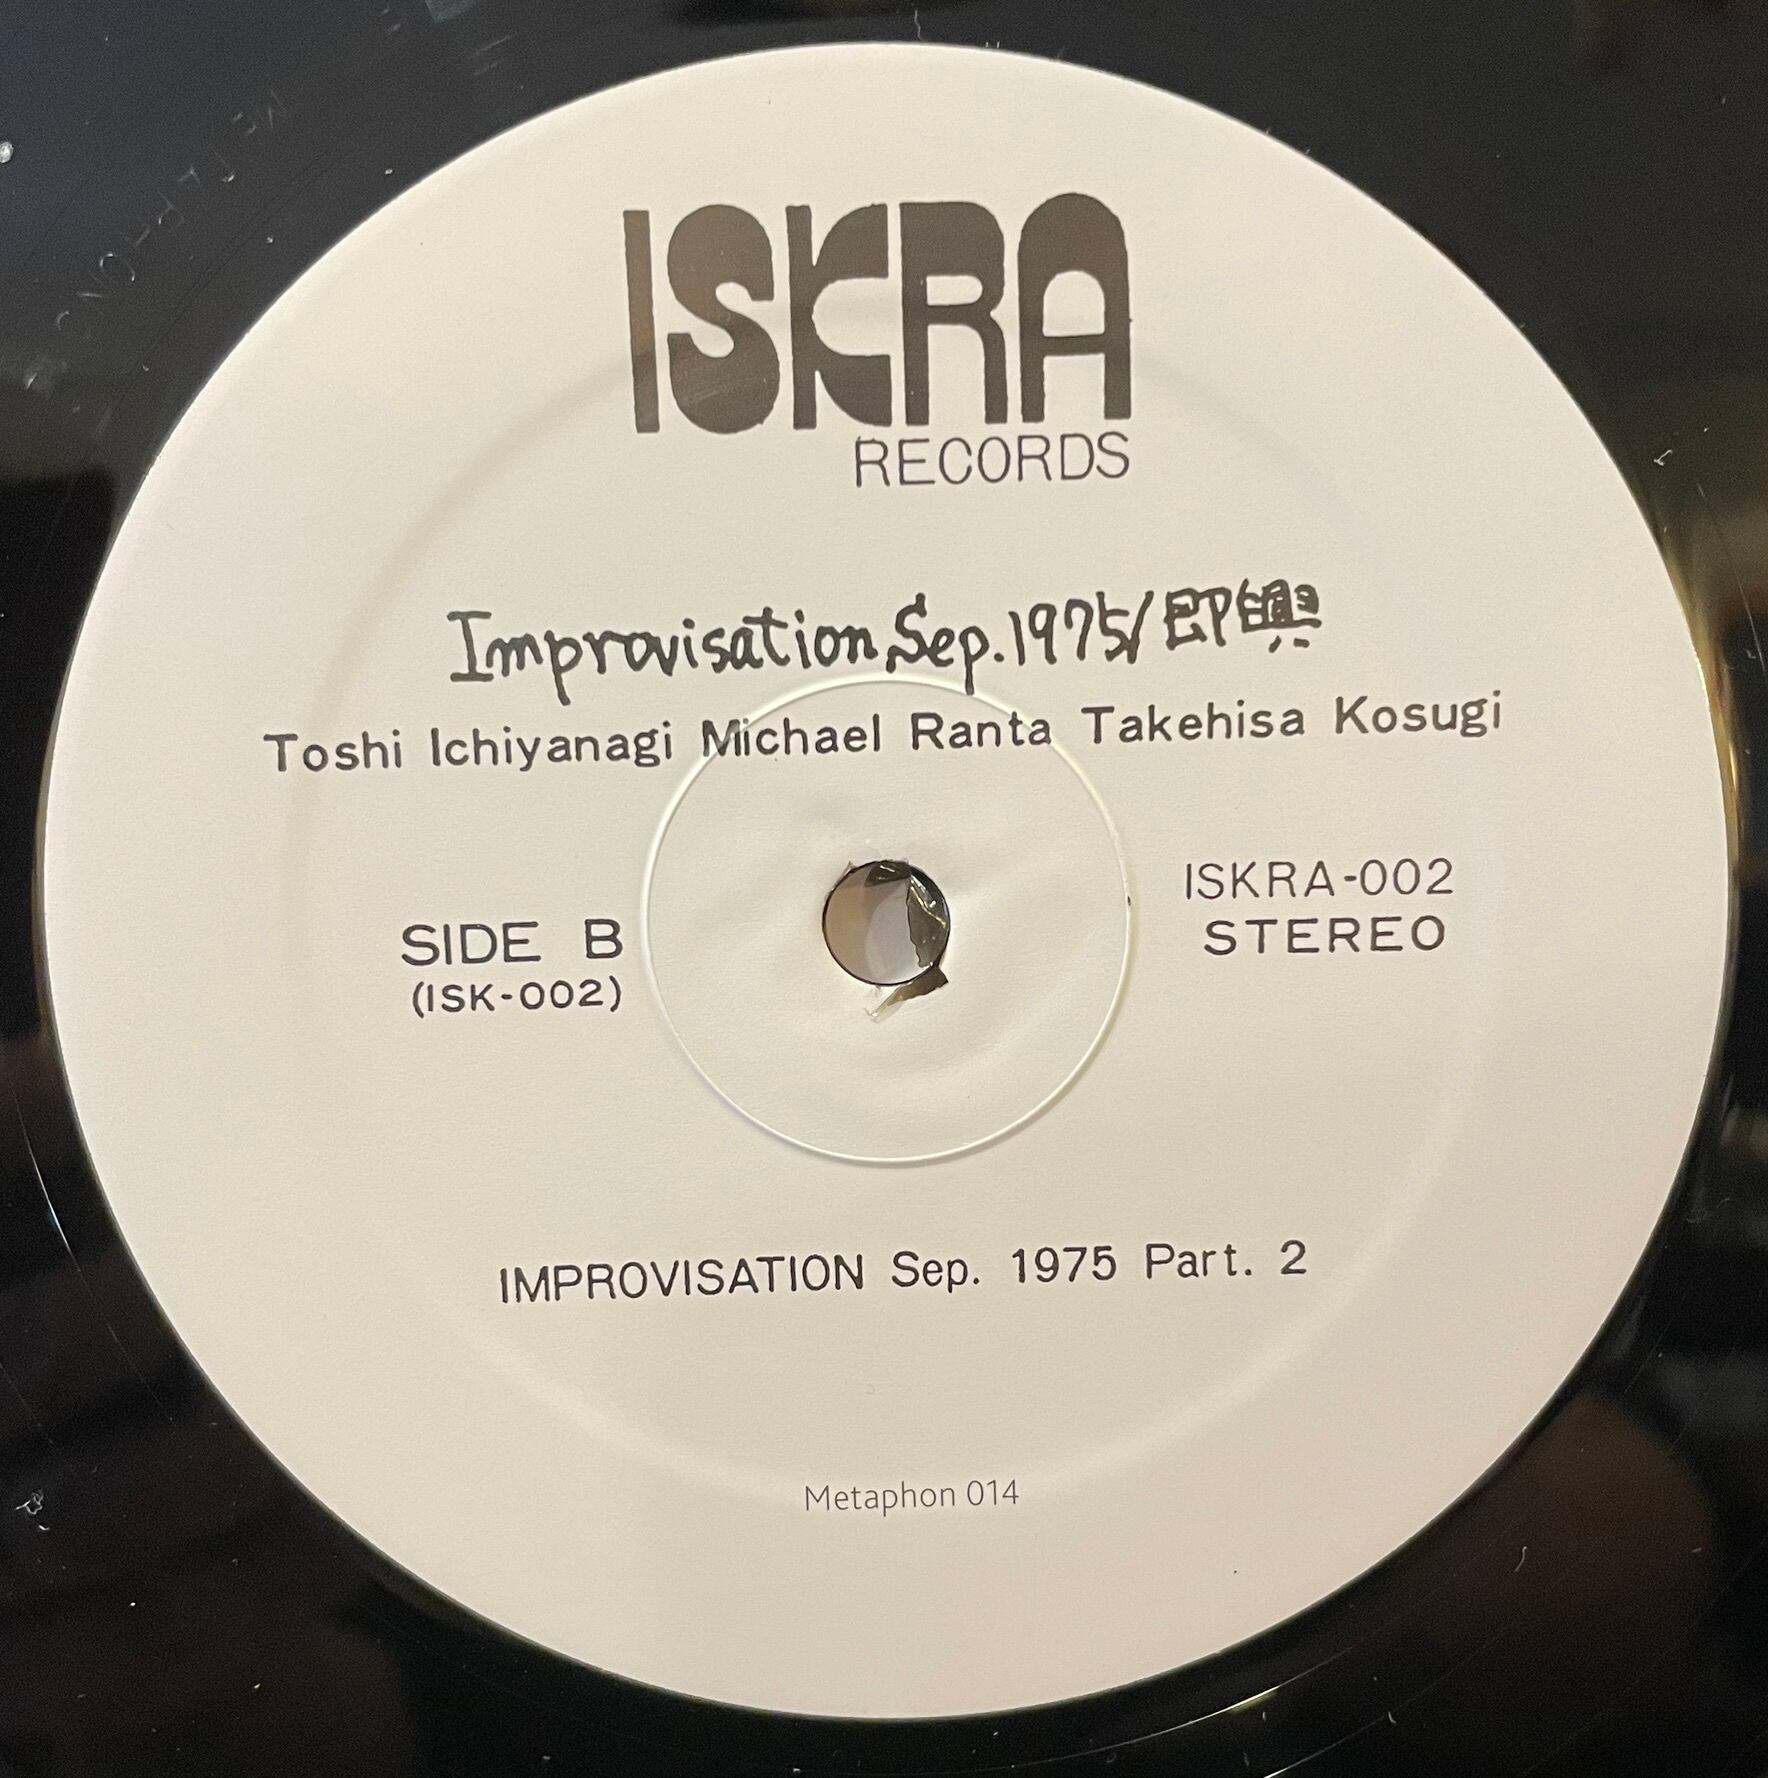 ISKRA
RECORDS
Improvisation Sep. 1975/即興
Toshi Ichiyanagi Michael Ranta Takehisa Kosugi
SIDE B
(ISK-002)
ISKRA-002
STEREO
IMPROVISATION Sep. 1975 Part. 2
Metaphon 014